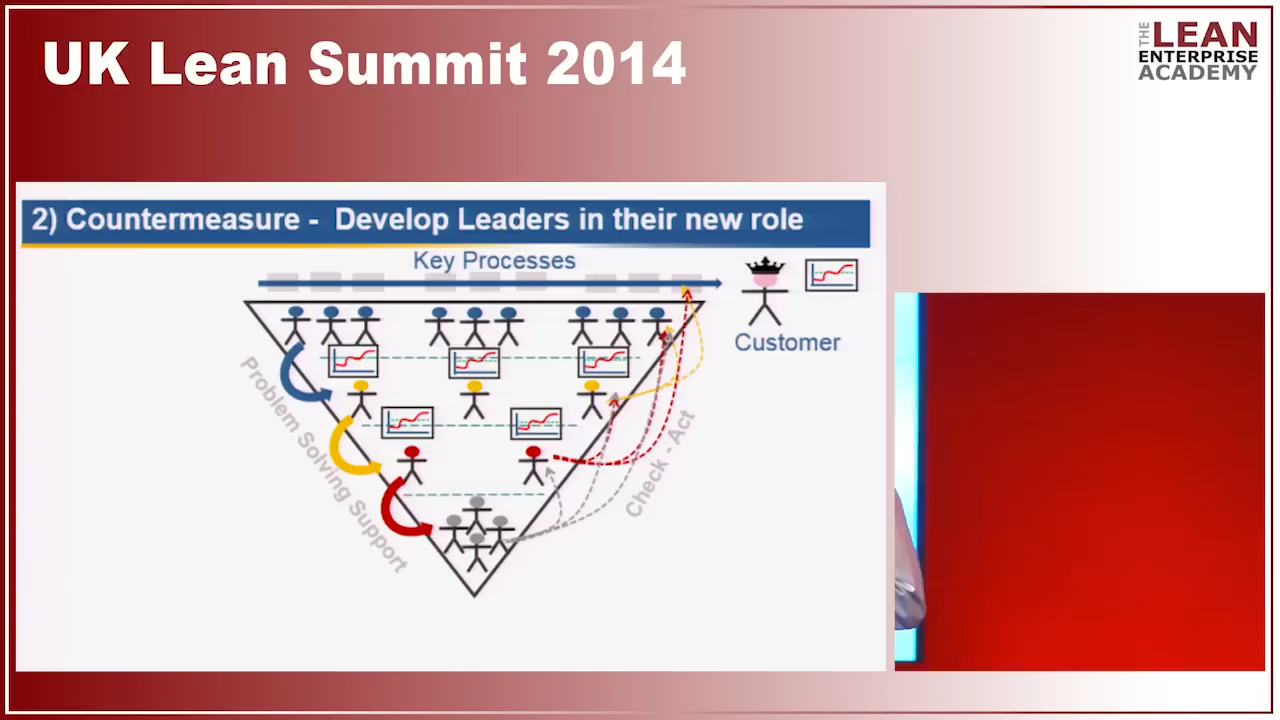 UK Lean Summit 2014
THE LEAN
ENTERPRISE
ACADEMY
2) Countermeasure - Develop Leaders in their new role
Key Processes
Customer
Problem Solving Support
Check - Act